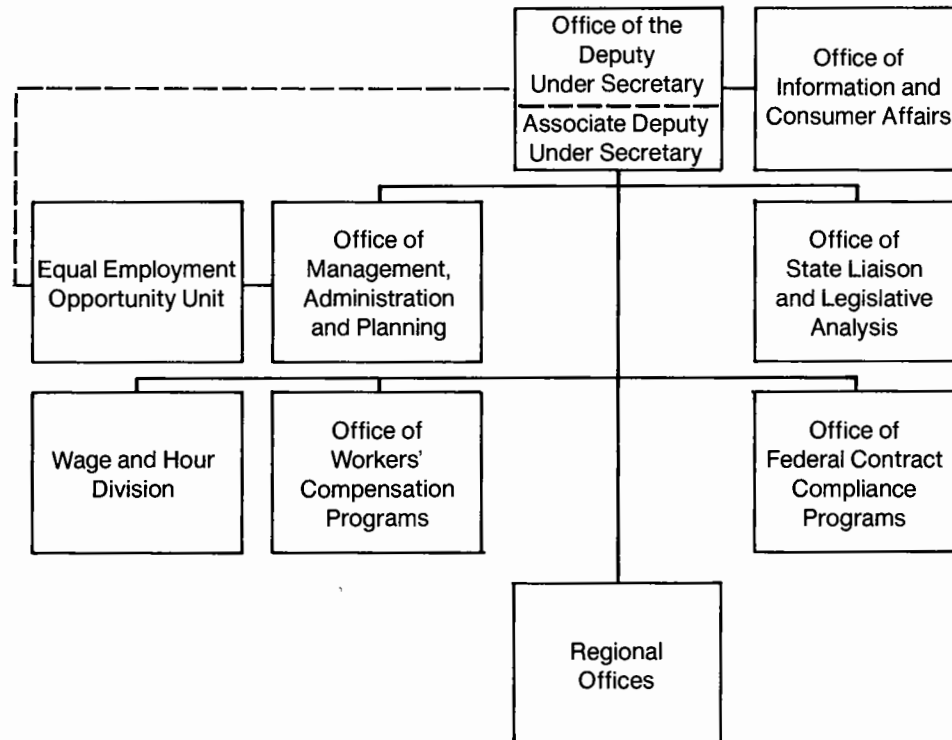 Office of the
Deputy
Under Secretary
Associate Deputy
Under Secretary
Office of
Information and
Consumer Affairs
Equal Employment
Opportunity Unit
Office of
Management,
Administration
and Planning
Office of
State Liaison
and Legislative
Analysis
Wage and Hour
Division
Office of
Workers'
Compensation
Programs
Office of
Federal Contract
Compliance
Programs
Regional
Offices